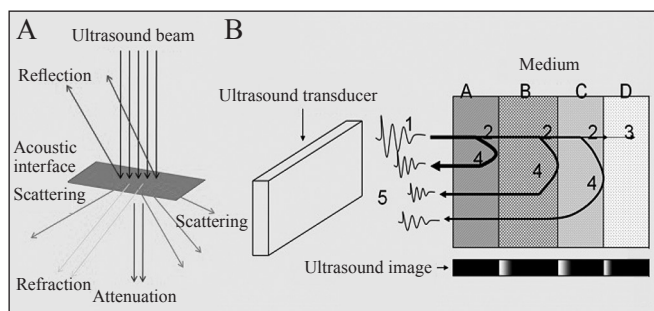 A
Ultrasound beam
Reflection
Acoustic
interface
Scattering
Scattering
Refraction
Attenuation
B
Medium
Ultrasound transducer
A B C D
1 2 2 2 3
4 4 4
5
Ultrasound image